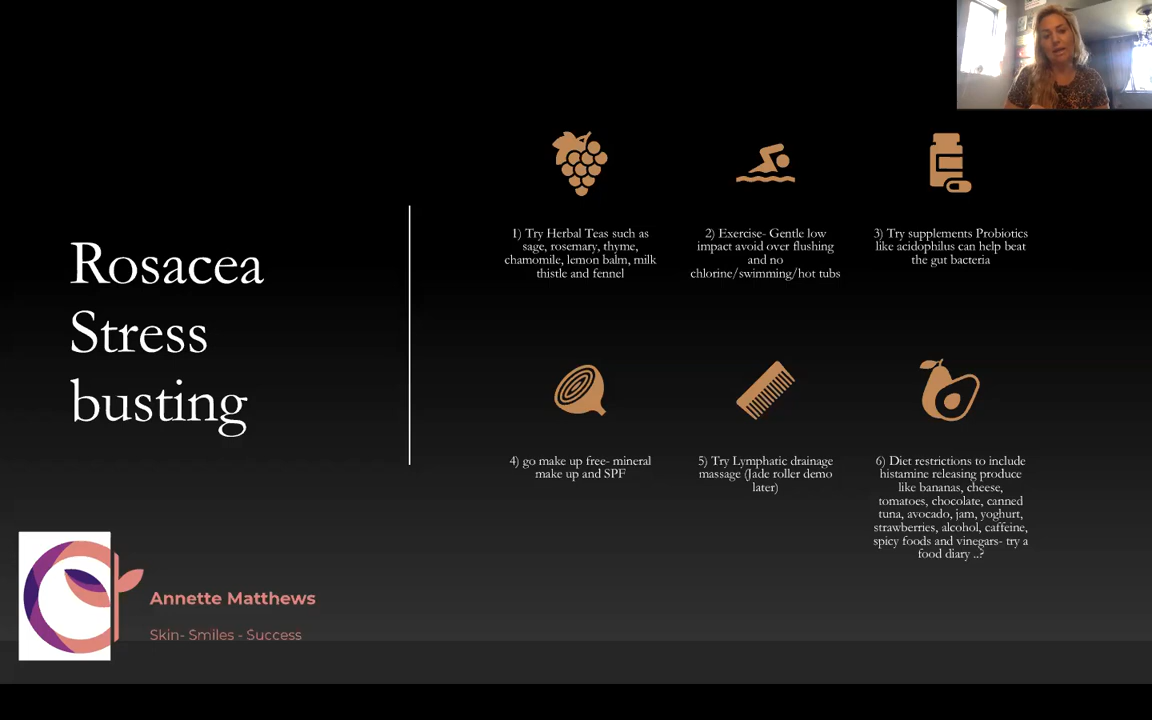 Rosacea
Stress
busting
1) Try Herbal Teas such as
sage, rosemary, thyme,
chamomile, lemon balm, milk
thistle and fennel
2) Exercise- Gentle low
impact avoid over flushing
and no
chlorine/swimming/hot tubs
3) Try supplements Probiotics
like acidophilus can help beat
the gut bacteria
4) go make up free- mineral
make up and SPF
5) Try Lymphatic drainage
massage (Jade roller demo
later)
6) Diet restrictions to include
histamine releasing produce
like bananas, cheese,
tomatoes, chocolate, canned
tuna, avocado, jam, yoghurt,
strawberries, alcohol, caffeine,
spicy foods and vinegars- try a
food diary ..?
Annette Matthews
Skin- Smiles - Success